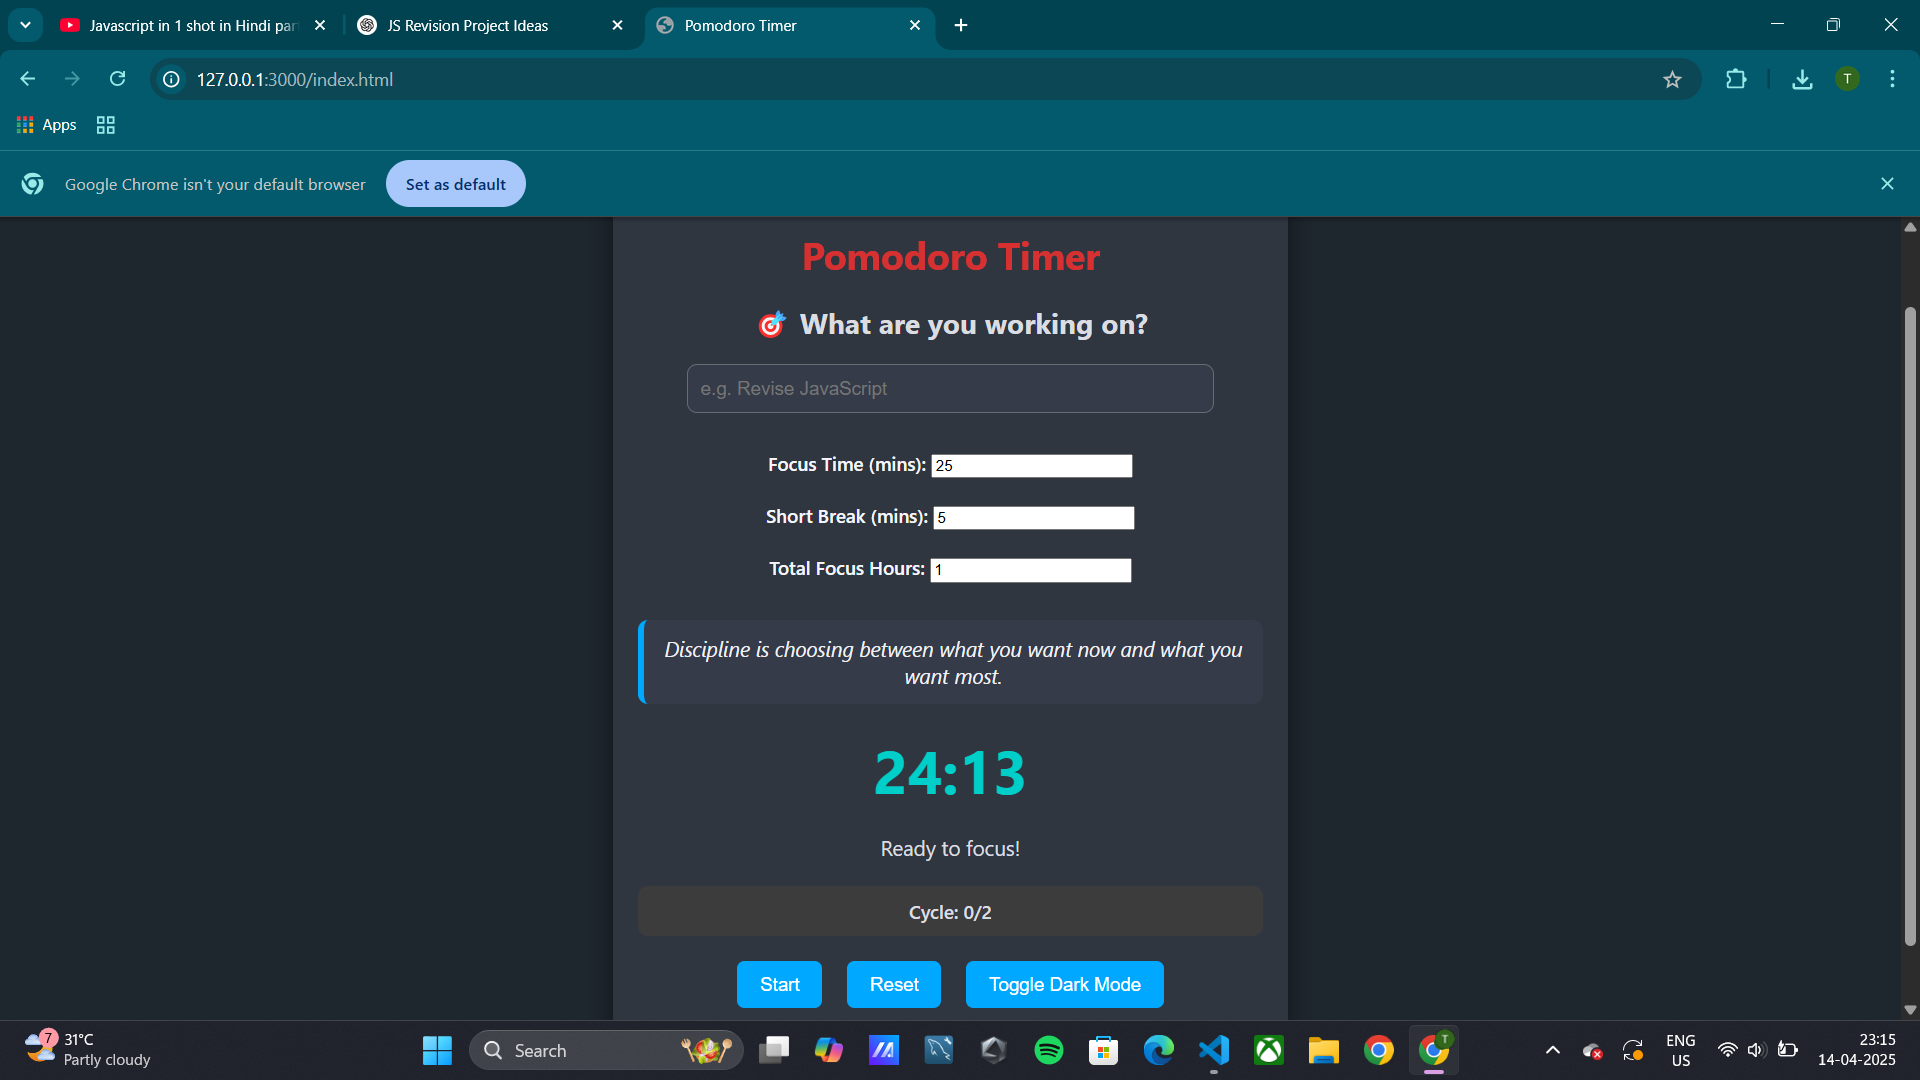 Javascript in 1 shot in Hindi par
JS Revision Project Ideas
Pomodoro Timer
127.0.0.1:3000/index.html
T
Apps
Google Chrome isn't your default browser
Set as default
Pomodoro Timer
What are you working on?
e.g. Revise JavaScript
Focus Time (mins): 25
Short Break (mins): 5
Total Focus Hours: 1
Discipline is choosing between what you want now and what you
want most.
24:13
Ready to focus!
Cycle: 0/2
Start
Reset
Toggle Dark Mode
7
31°C
Partly cloudy
Search
T
ENG
US
23:15
14-04-2025